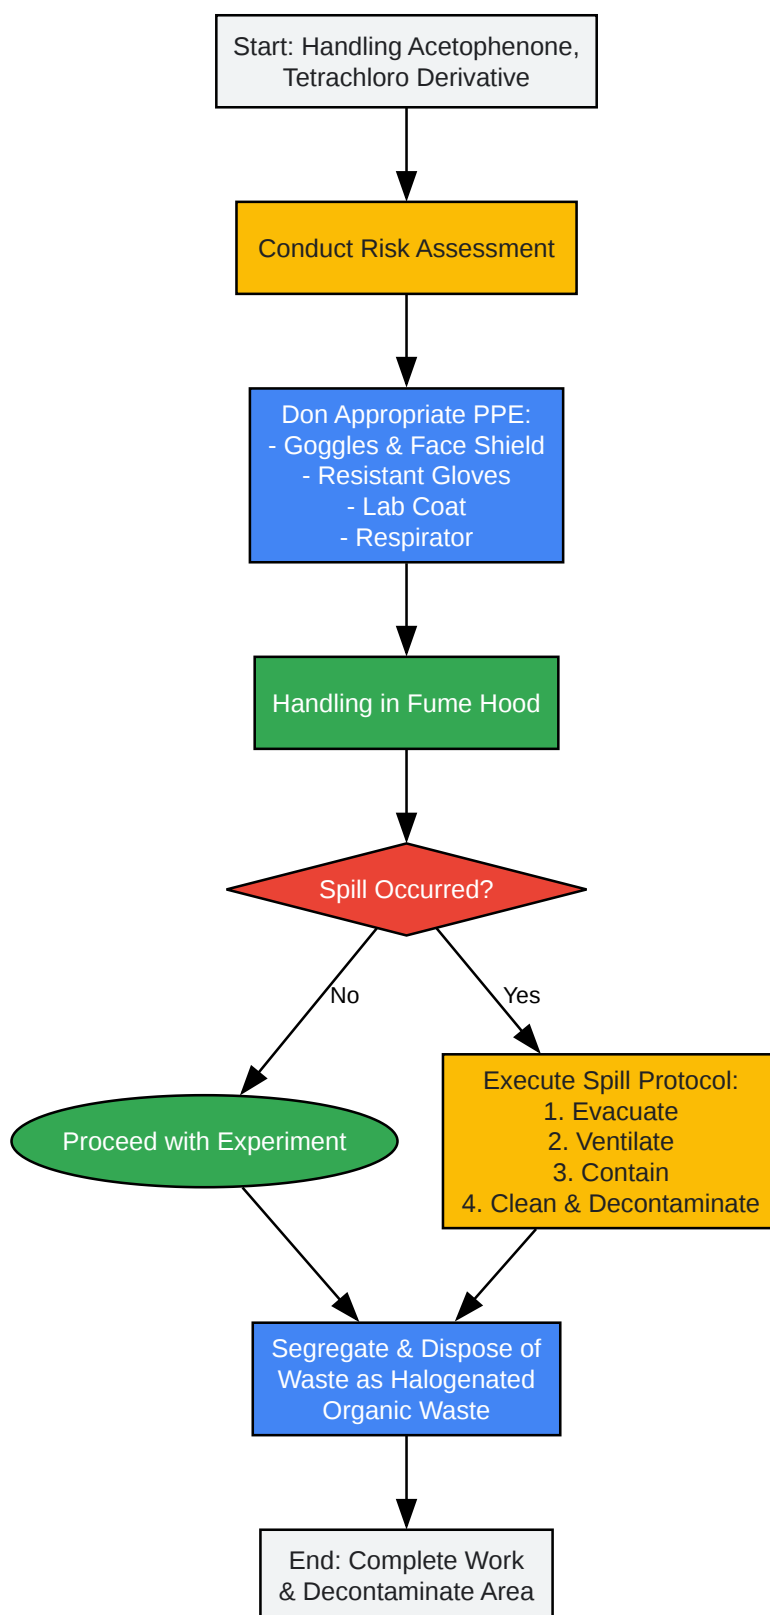 Start: Handling Acetophenone,
Tetrachloro Derivative
Conduct Risk Assessment
Don Appropriate PPE:
- Goggles & Face Shield
- Resistant Gloves
- Lab Coat
- Respirator
Handling in Fume Hood
Spill Occurred?
No
Yes
Proceed with Experiment
Execute Spill Protocol:
1. Evacuate
2. Ventilate
3. Contain
4. Clean & Decontaminate
Segregate & Dispose of
Waste as Halogenated
Organic Waste
End: Complete Work
& Decontaminate Area